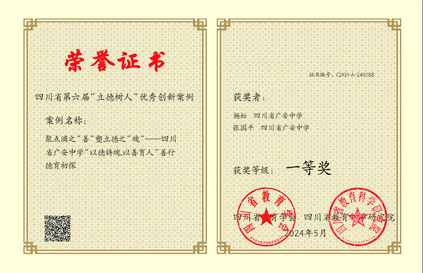 荣誉证书
四川省第六届“立德树人”优秀创新案例
案例名称：
聚点滴之“善”塑立德之“魂”——四川
省广安中学“以德铸魂，以善育人”善行
德育初探
证书编号：CJXH-A-24018B
获奖者：
杨松 四川省广安中学
张国平 四川省广安中学
获奖等级：一等奖
四川省教育学会 四川省教育科学研究院
2024年5月